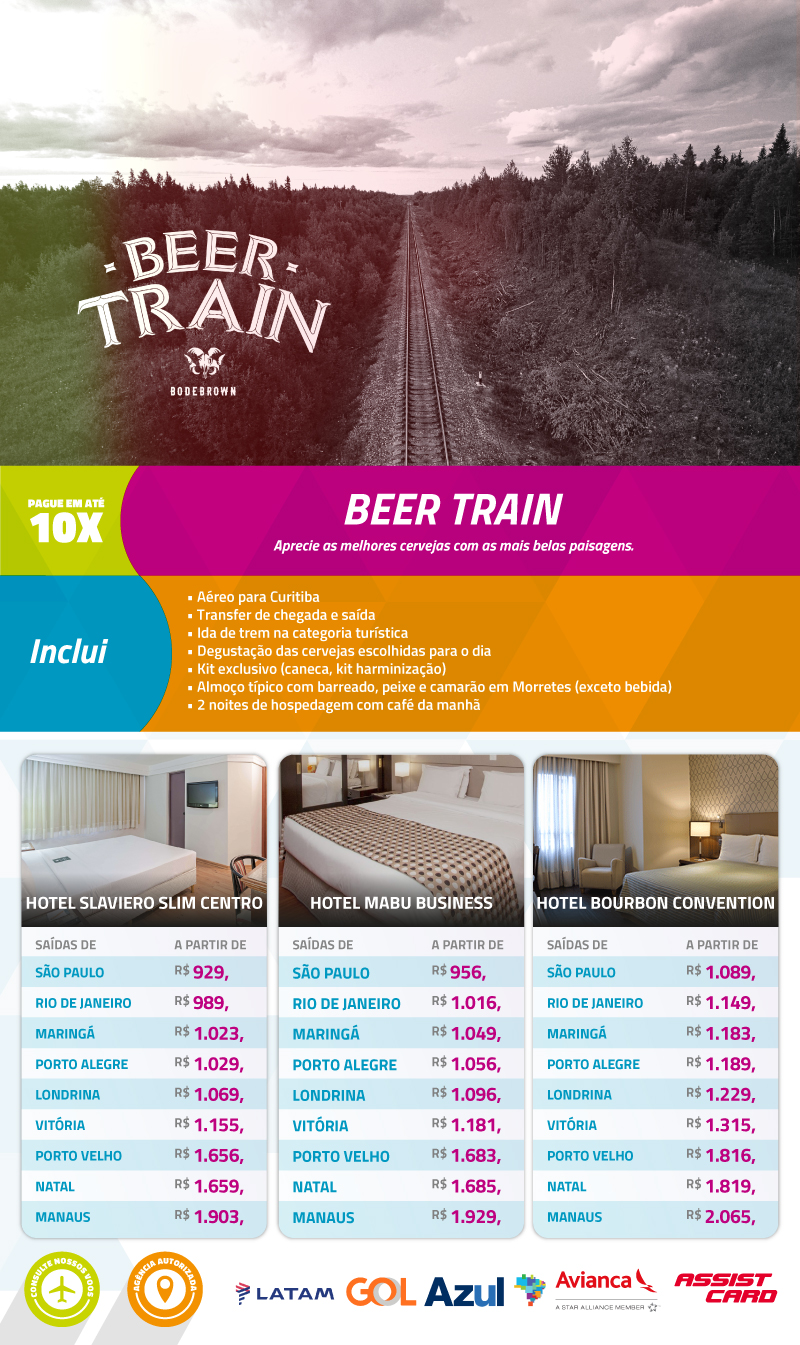 ·BEER·
TRAIN
BODEBROWN
PAGUE EM ATÉ
10X
BEER TRAIN
Aprecie as melhores cervejas com as mais belas paisagens.
Inclui
• Aéreo para Curitiba
• Transfer de chegada e saída
• Ida de trem na categoria turística
• Degustação das cervejas escolhidas para o dia
• Kit exclusivo (caneca, kit harminização)
• Almoço típico com barreado, peixe e camarão em Morretes (exceto bebida)
• 2 noites de hospedagem com café da manhã
HOTEL SLAVIERO SLIM CENTRO
SAÍDAS DE A PARTIR DE
SÃO PAULO R$ 929,
RIO DE JANEIRO R$ 989,
MARINGÁ R$ 1.023,
PORTO ALEGRE R$ 1.029,
LONDRINA R$ 1.069,
VITÓRIA R$ 1.155,
PORTO VELHO R$ 1.656,
NATAL R$ 1.659,
MANAUS R$ 1.903,
HOTEL MABU BUSINESS
SAÍDAS DE A PARTIR DE
SÃO PAULO R$ 956,
RIO DE JANEIRO R$ 1.016,
MARINGÁ R$ 1.049,
PORTO ALEGRE R$ 1.056,
LONDRINA R$ 1.096,
VITÓRIA R$ 1.181,
PORTO VELHO R$ 1.683,
NATAL R$ 1.685,
MANAUS R$ 1.929,
HOTEL BOURBON CONVENTION
SAÍDAS DE A PARTIR DE
SÃO PAULO R$ 1.089,
RIO DE JANEIRO R$ 1.149,
MARINGÁ R$ 1.183,
PORTO ALEGRE R$ 1.189,
LONDRINA R$ 1.229,
VITÓRIA R$ 1.315,
PORTO VELHO R$ 1.816,
NATAL R$ 1.819,
MANAUS R$ 2.065,
CONSULTE NOSSOS VOOS
AGÊNCIA AUTORIZADA
LATAM
GOL
Azul
Avianca
A STAR ALLIANCE MEMBER
ASSIST
CARD